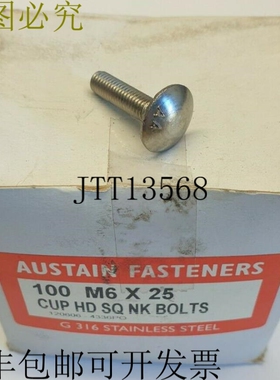 图必究
JTT13568
AUSTAIN FASTENERS
100 M6 X 25
CUP HD SQ NK BOLTS
G 316 STAINLESS STEEL
丰包邮可开发票